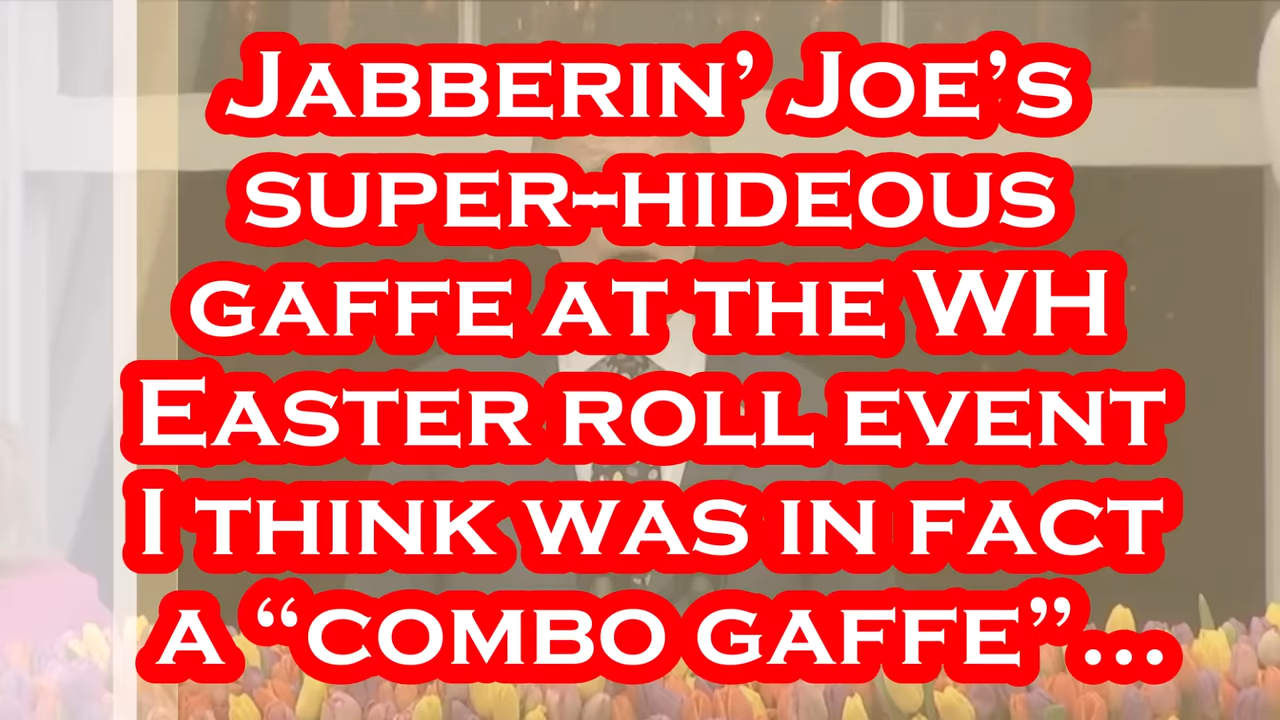 Jabberin’ Joe’s
super-hideous
gaffe at the WH
Easter roll event
I think was in fact
a “combo gaffe”...